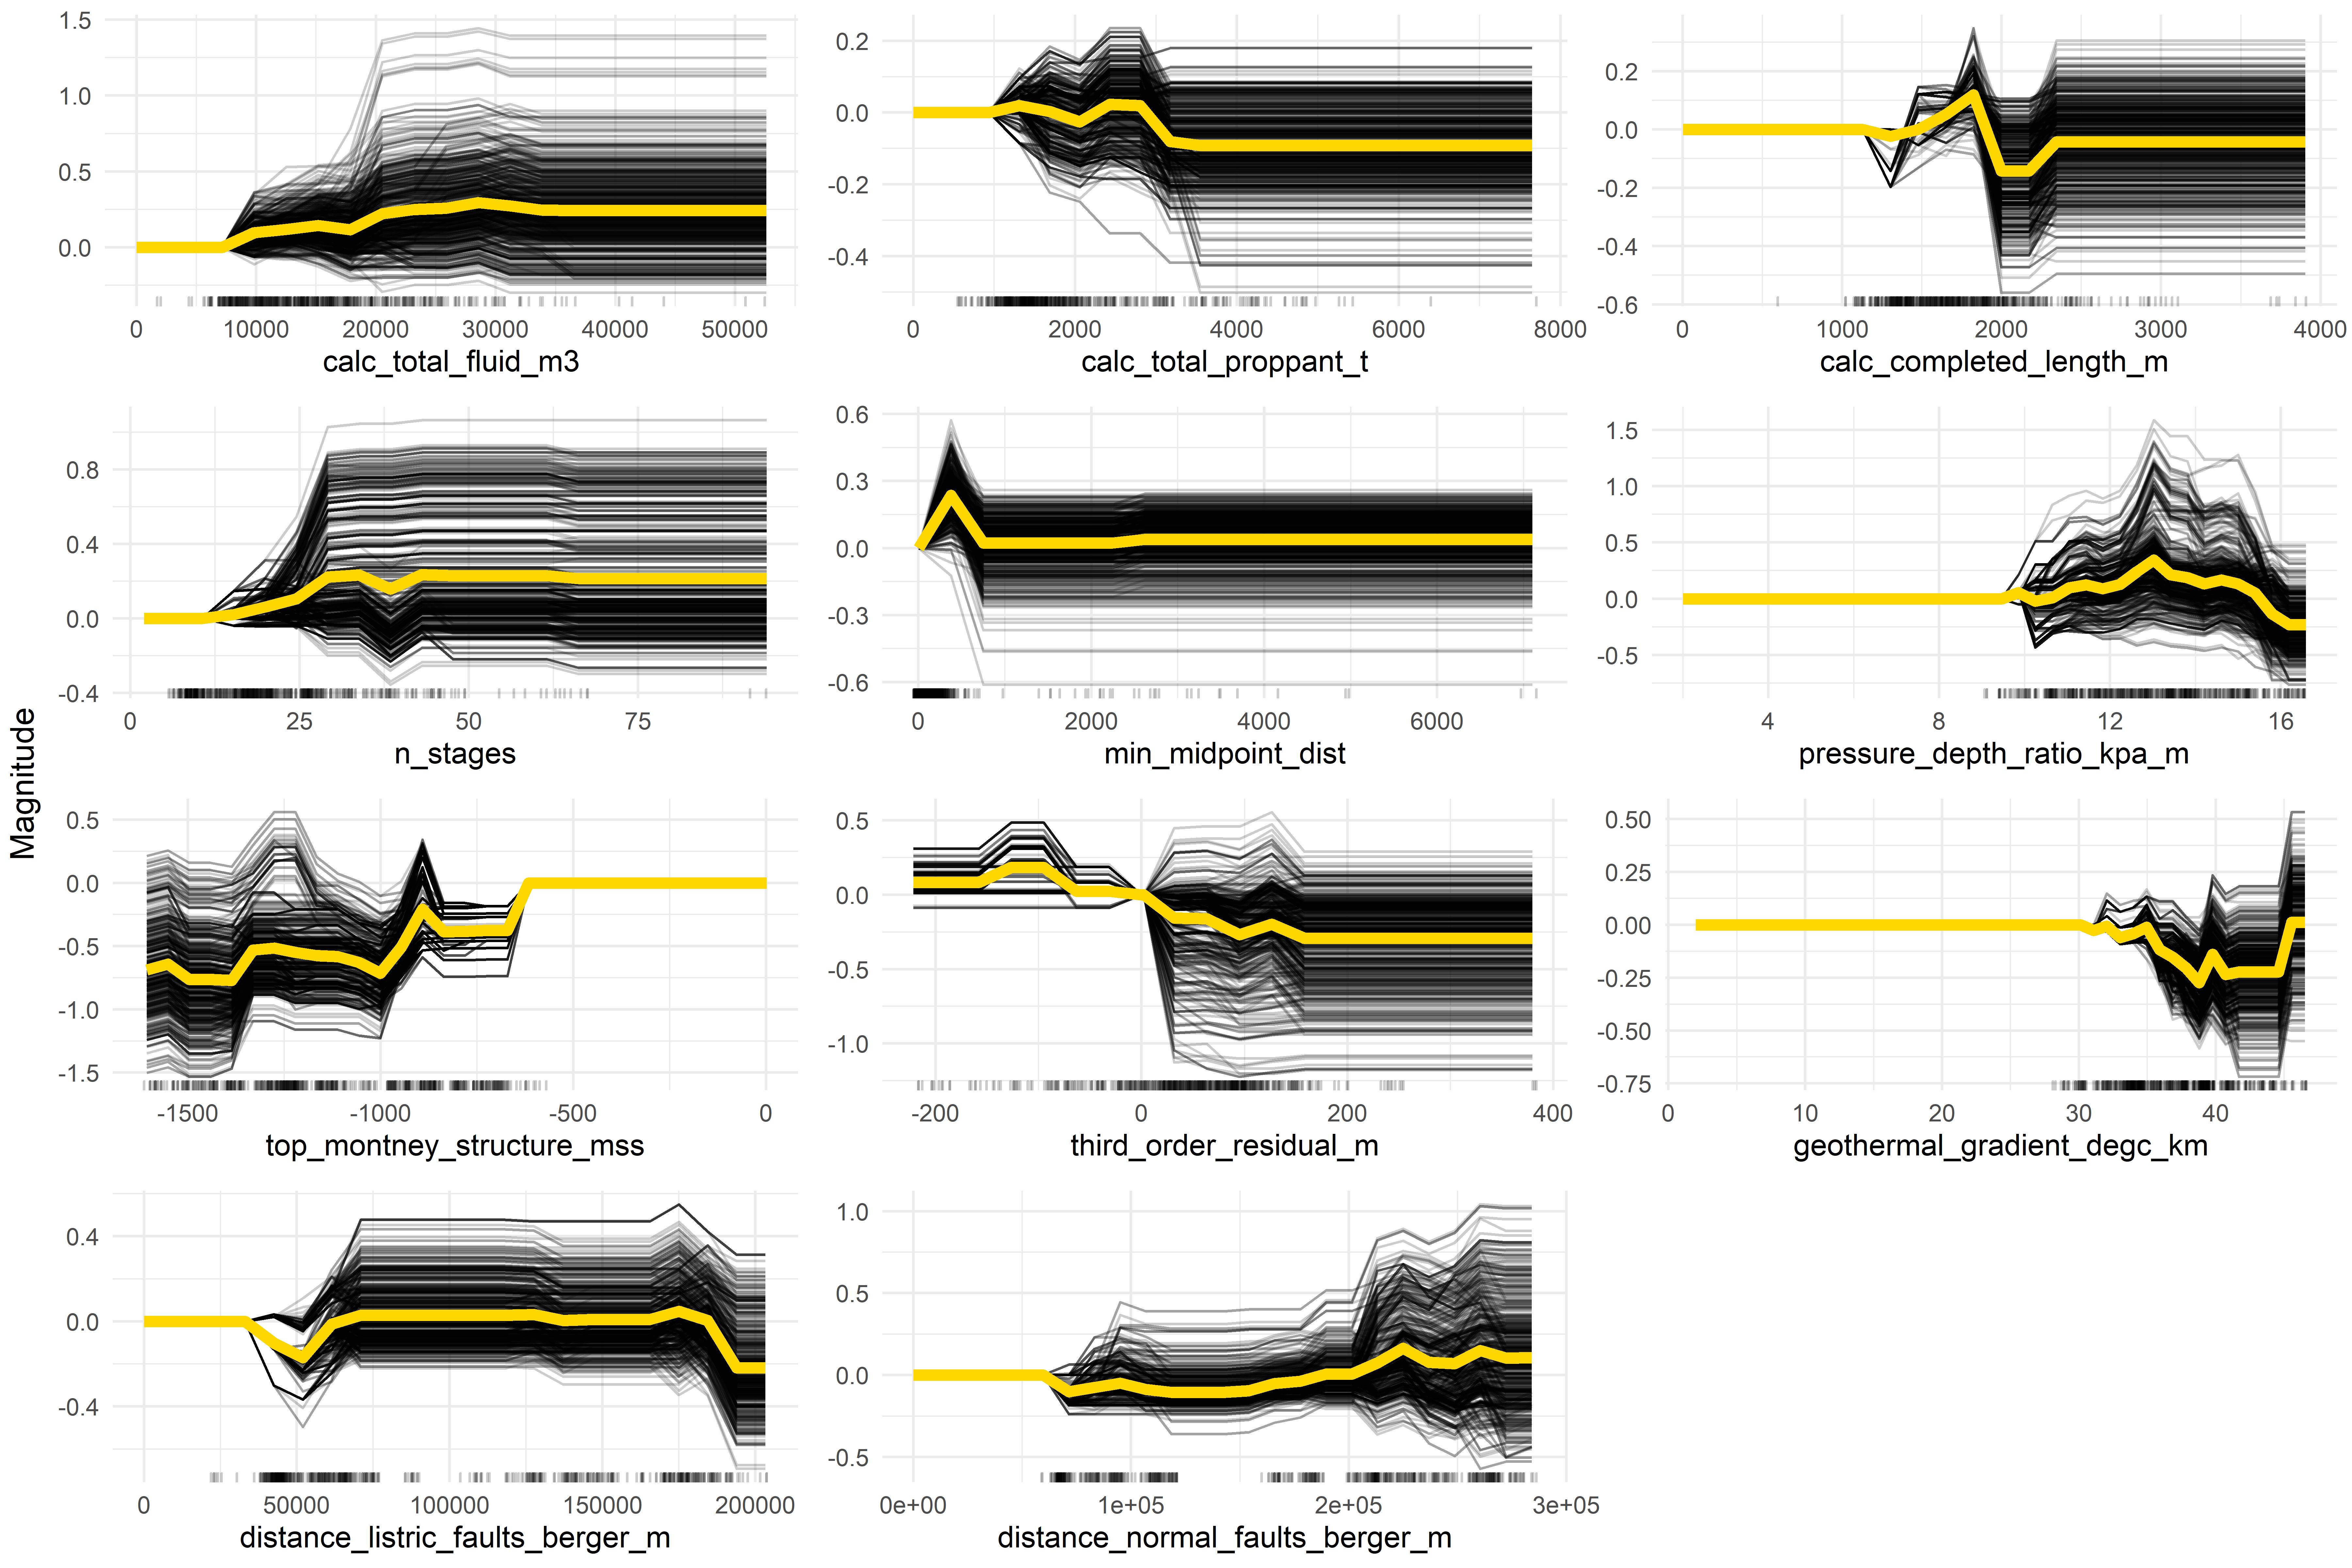 Magnitude
1.5
1.0
0.5
0.0
0 10000 20000 30000 40000 50000
calc_total_fluid_m3
0.2
0.0
-0.2
-0.4
0 2000 4000 6000 8000
calc_total_proppant_t
0.2
0.0
-0.2
-0.4
-0.6
0 1000 2000 3000 4000
calc_completed_length_m
0.8
0.4
0.0
-0.4
0 25 50 75
n_stages
0.6
0.3
0.0
-0.3
-0.6
0 2000 4000 6000
min_midpoint_dist
1.5
1.0
0.5
0.0
-0.5
4 8 12 16
pressure_depth_ratio_kpa_m
0.5
0.0
-0.5
-1.0
-1.5
-1500 -1000 -500 0
top_montney_structure_mss
0.5
0.0
-0.5
-1.0
-200 0 200 400
third_order_residual_m
0.50
0.25
0.00
-0.25
-0.50
-0.75
0 10 20 30 40
geothermal_gradient_degc_km
0.4
0.0
-0.4
0 50000 100000 150000 200000
distance_listric_faults_berger_m
1.0
0.5
0.0
-0.5
0e+00 1e+05 2e+05 3e+05
distance_normal_faults_berger_m